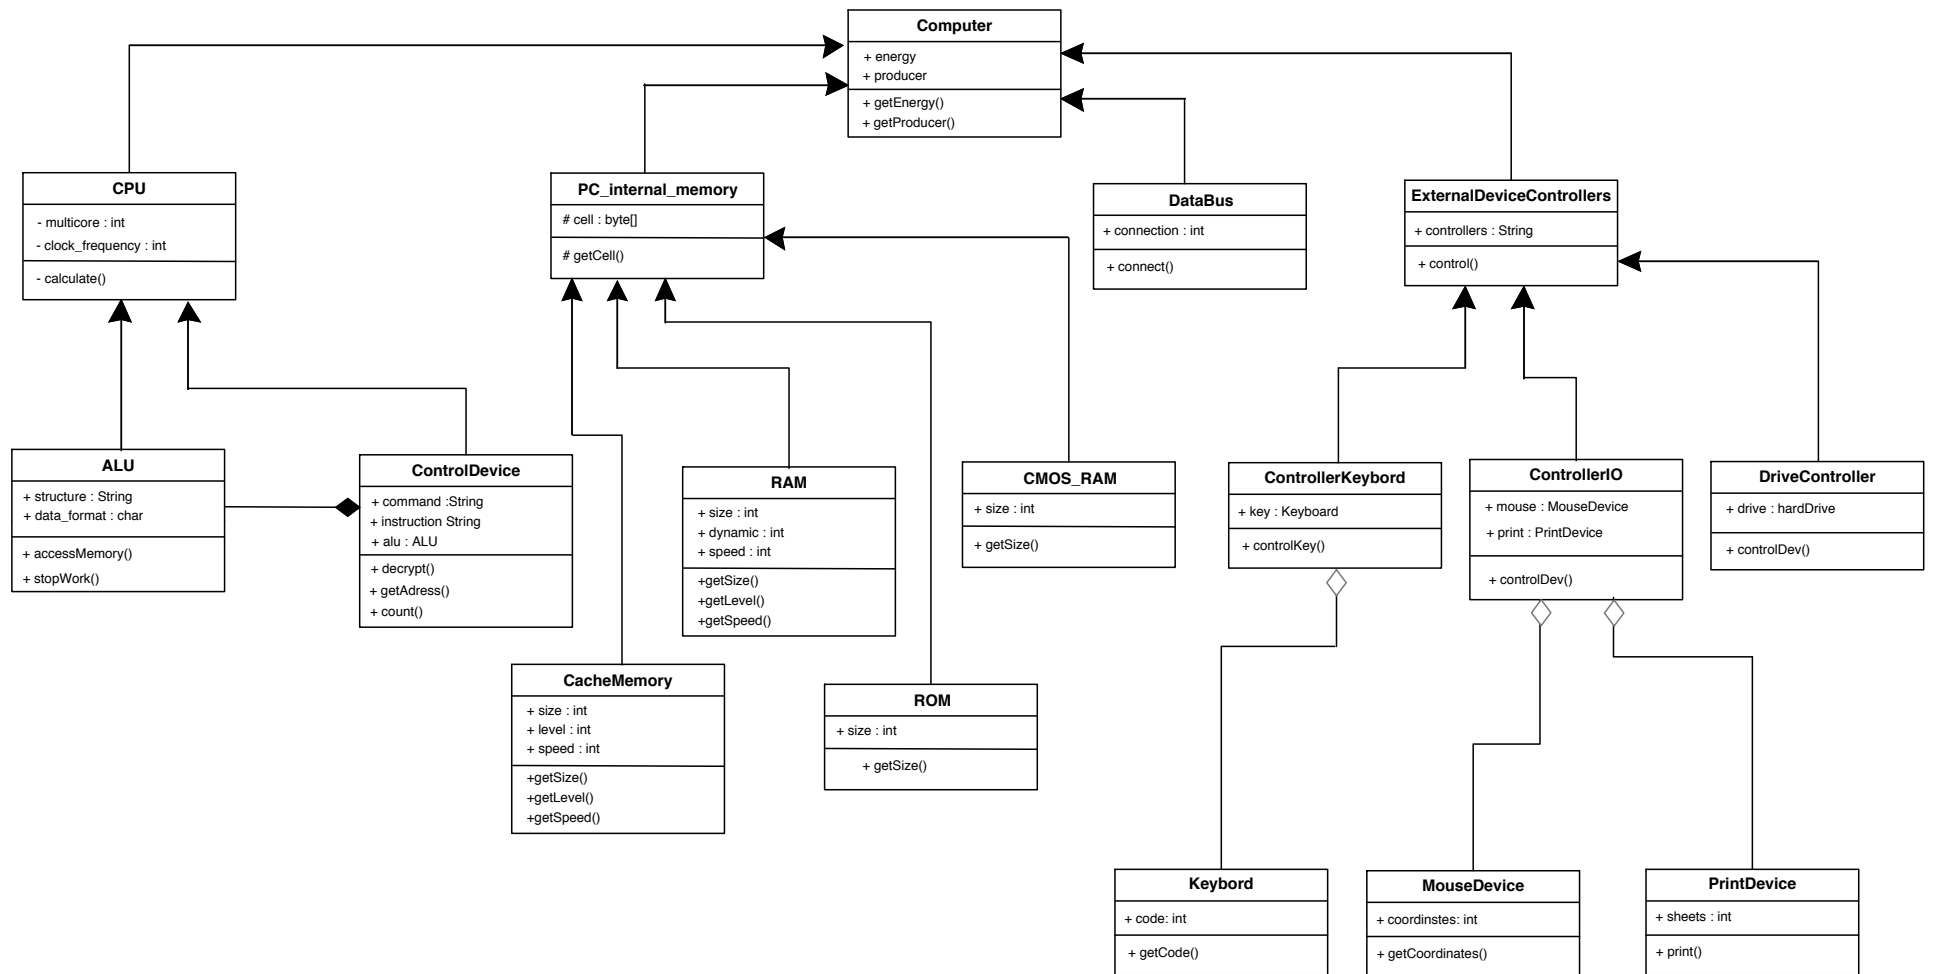 Computer
+ energy
+ producer
+ getEnergy()
+ getProducer()
CPU
- multicore : int
- clock_frequency : int
- calculate()
PC_internal_memory
# cell : byte[]
# getCell()
DataBus
+ connection : int
+ connect()
ExternalDeviceControllers
+ controllers : String
+ control()
ALU
+ structure : String
+ data_format : char
+ accessMemory()
+ stopWork()
ControlDevice
+ command :String
+ instruction String
+ alu : ALU
+ decrypt()
+ getAdress()
+ count()
RAM
+ size : int
+ dynamic : int
+ speed : int
+getSize()
+getLevel()
+getSpeed()
CMOS_RAM
+ size : int
+ getSize()
ControllerKeybord
+ key : Keyboard
+ controlKey()
ControllerIO
+ mouse : MouseDevice
+ print : PrintDevice
+ controlDev()
DriveController
+ drive : hardDrive
+ controlDev()
CacheMemory
+ size : int
+ level : int
+ speed : int
+getSize()
+getLevel()
+getSpeed()
ROM
+ size : int
+ getSize()
Keybord
+ code: int
+ getCode()
MouseDevice
+ coordinstes: int
+ getCoordinates()
PrintDevice
+ sheets : int
+ print()